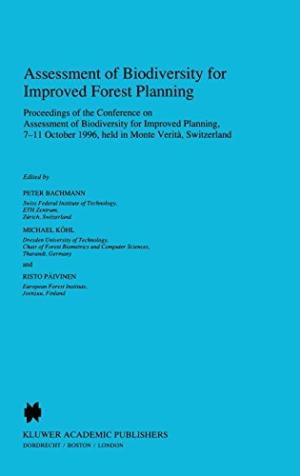 Assessment of Biodiversity for
Improved Forest Planning
Proceedings of the Conference on
Assessment of Biodiversity for Improved Planning,
7–11 October 1996, held in Monte Verità, Switzerland
Edited by
PETER BACHMANN
Swiss Federal Institute of Technology,
ETH Zentrum,
Zürich, Switzerland
MICHAEL KÖHL
Dresden University of Technology,
Chair of Forest Biometrics and Computer Sciences,
Tharandt, Germany
and
RISTO PÄIVINEN
European Forest Institute,
Joensuu, Finland
KLUWER ACADEMIC PUBLISHERS
DORDRECHT / BOSTON / LONDON